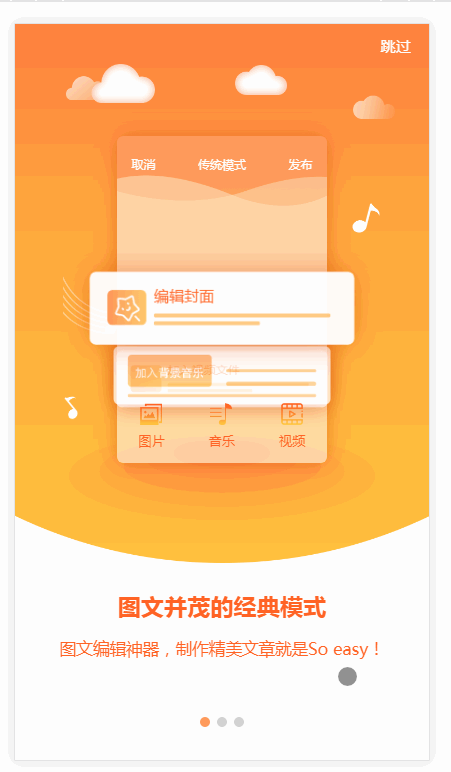 跳过
取消 传统模式 发布
编辑封面
加入背景音乐
图片 音乐 视频
图文并茂的经典模式
图文编辑神器，制作精美文章就是So easy！